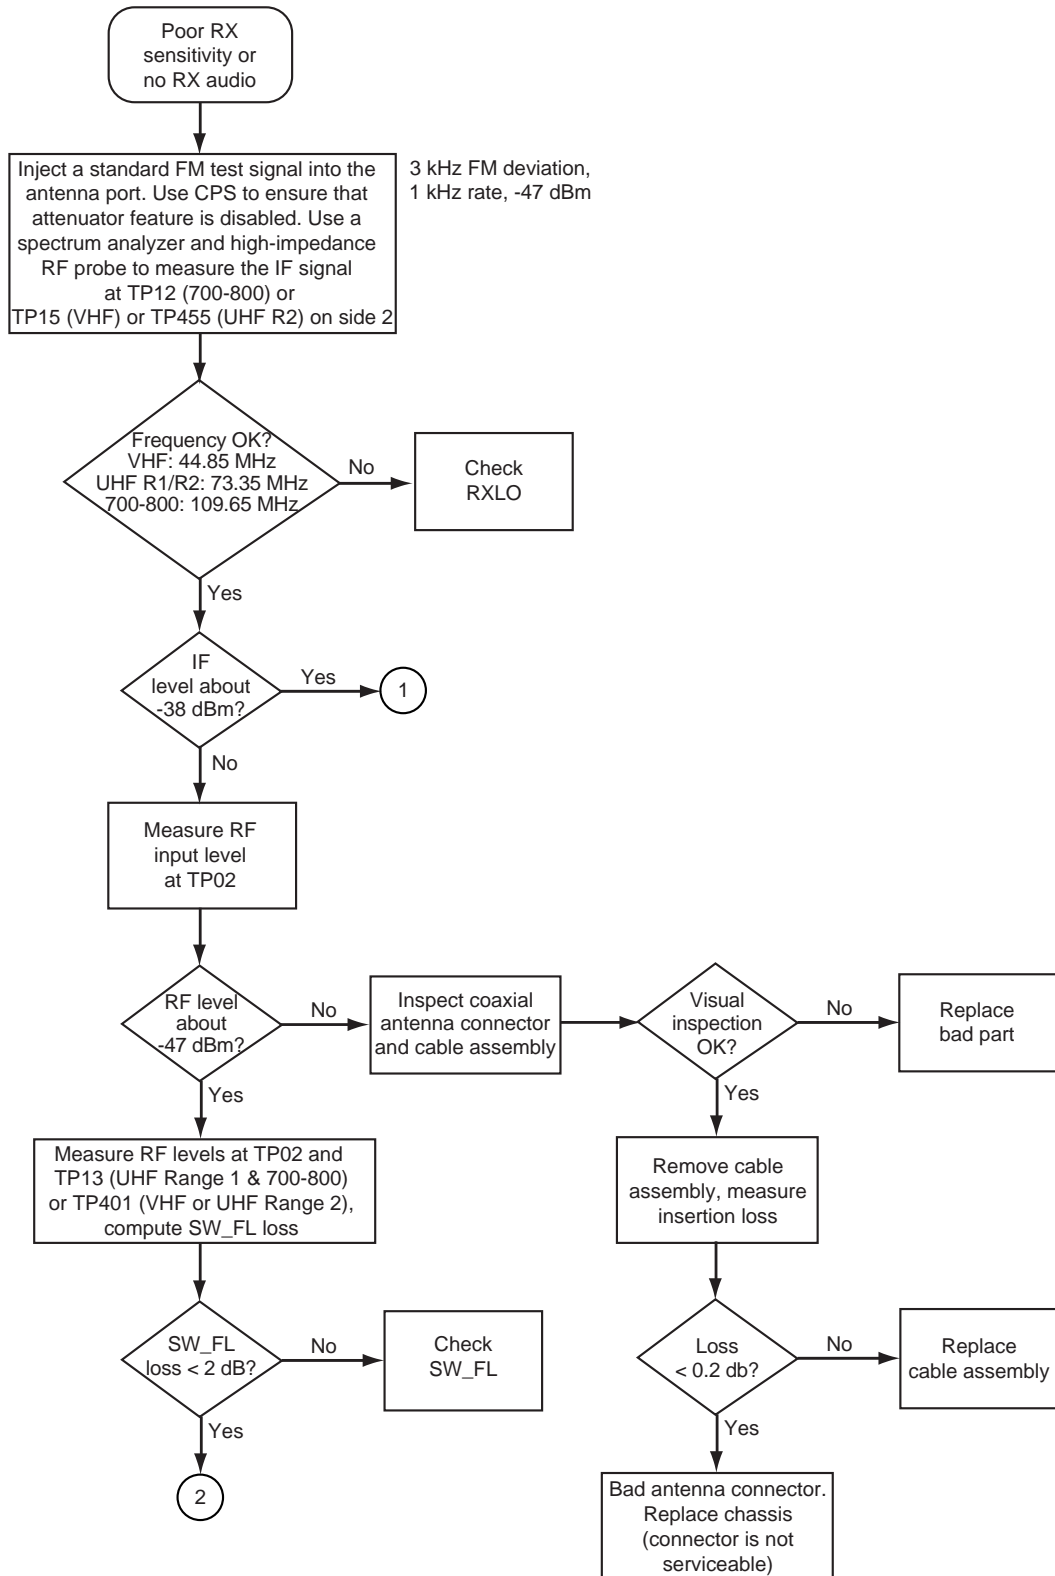 Poor RX
sensitivity or
no RX audio
Inject a standard FM test signal into the
antenna port. Use CPS to ensure that
attenuator feature is disabled. Use a
spectrum analyzer and high-impedance
RF probe to measure the IF signal
at TP12 (700-800) or
TP15 (VHF) or TP455 (UHF R2) on side 2
3 kHz FM deviation,
1 kHz rate, -47 dBm
Frequency OK?
VHF: 44.85 MHz
UHF R1/R2: 73.35 MHz
700-800: 109.65 MHz
No
Check
RXLO
Yes
IF
level about
-38 dBm?
Yes
1
No
Measure RF
input level
at TP02
RF level
about
-47 dBm?
No
Inspect coaxial
antenna connector
and cable assembly
Visual
inspection
OK?
No
Replace
bad part
Yes
Yes
Measure RF levels at TP02 and
TP13 (UHF Range 1 & 700-800)
or TP401 (VHF or UHF Range 2),
compute SW_FL loss
Remove cable
assembly, measure
insertion loss
SW_FL
loss < 2 dB?
No
Check
SW_FL
Loss
< 0.2 db?
No
Replace
cable assembly
Yes
Yes
2
Bad antenna connector.
Replace chassis
(connector is not
serviceable)